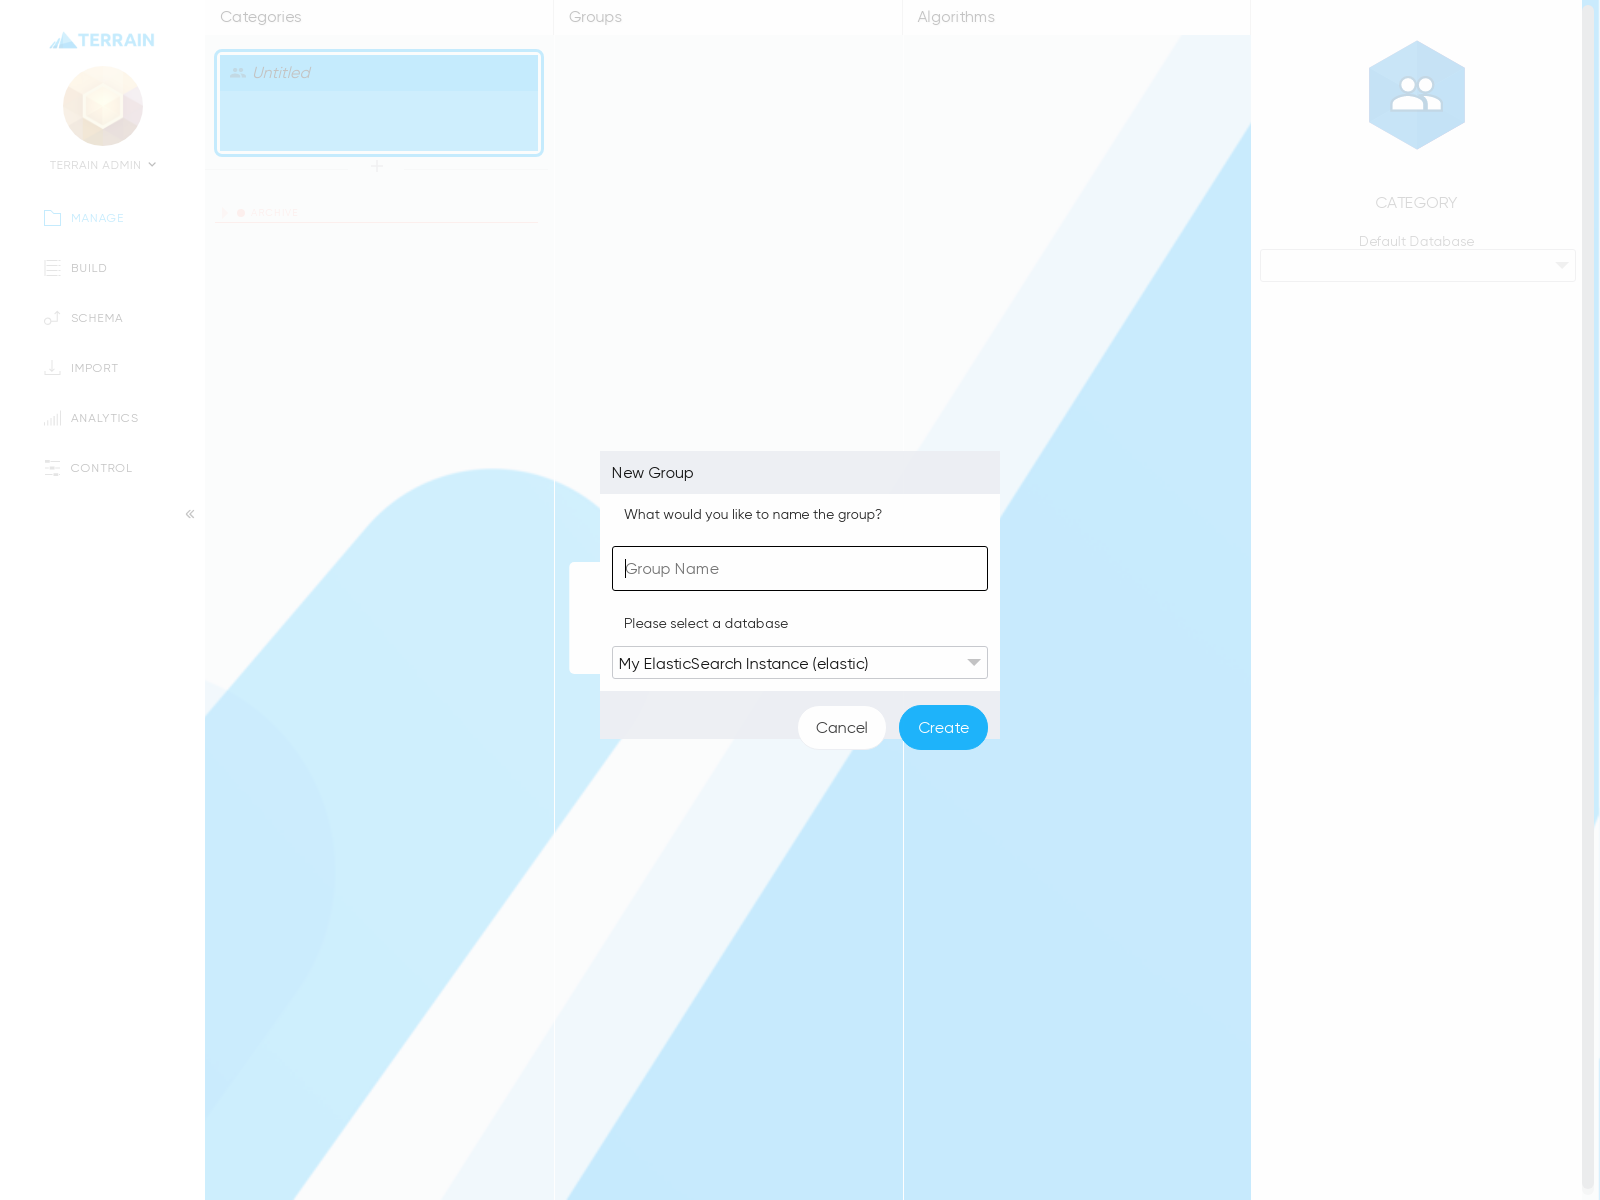 TERRAIN
TERRAIN ADMIN
MANAGE
BUILD
SCHEMA
IMPORT
ANALYTICS
CONTROL
Categories
Groups
Algorithms
Untitled
ARCHIVE
CATEGORY
Default Database
New Group
What would you like to name the group?
Group Name
Please select a database
My ElasticSearch Instance (elastic)
Cancel
Create